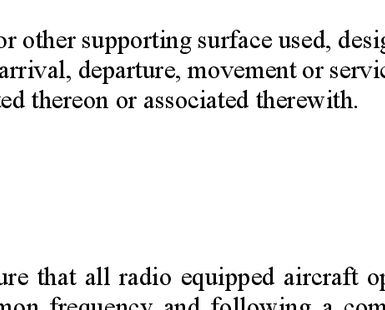 or other supporting surface used, desig
arrival, departure, movement or servic
ted thereon or associated therewith.
ure that all radio equipped aircraft op
mon frequency and following a com